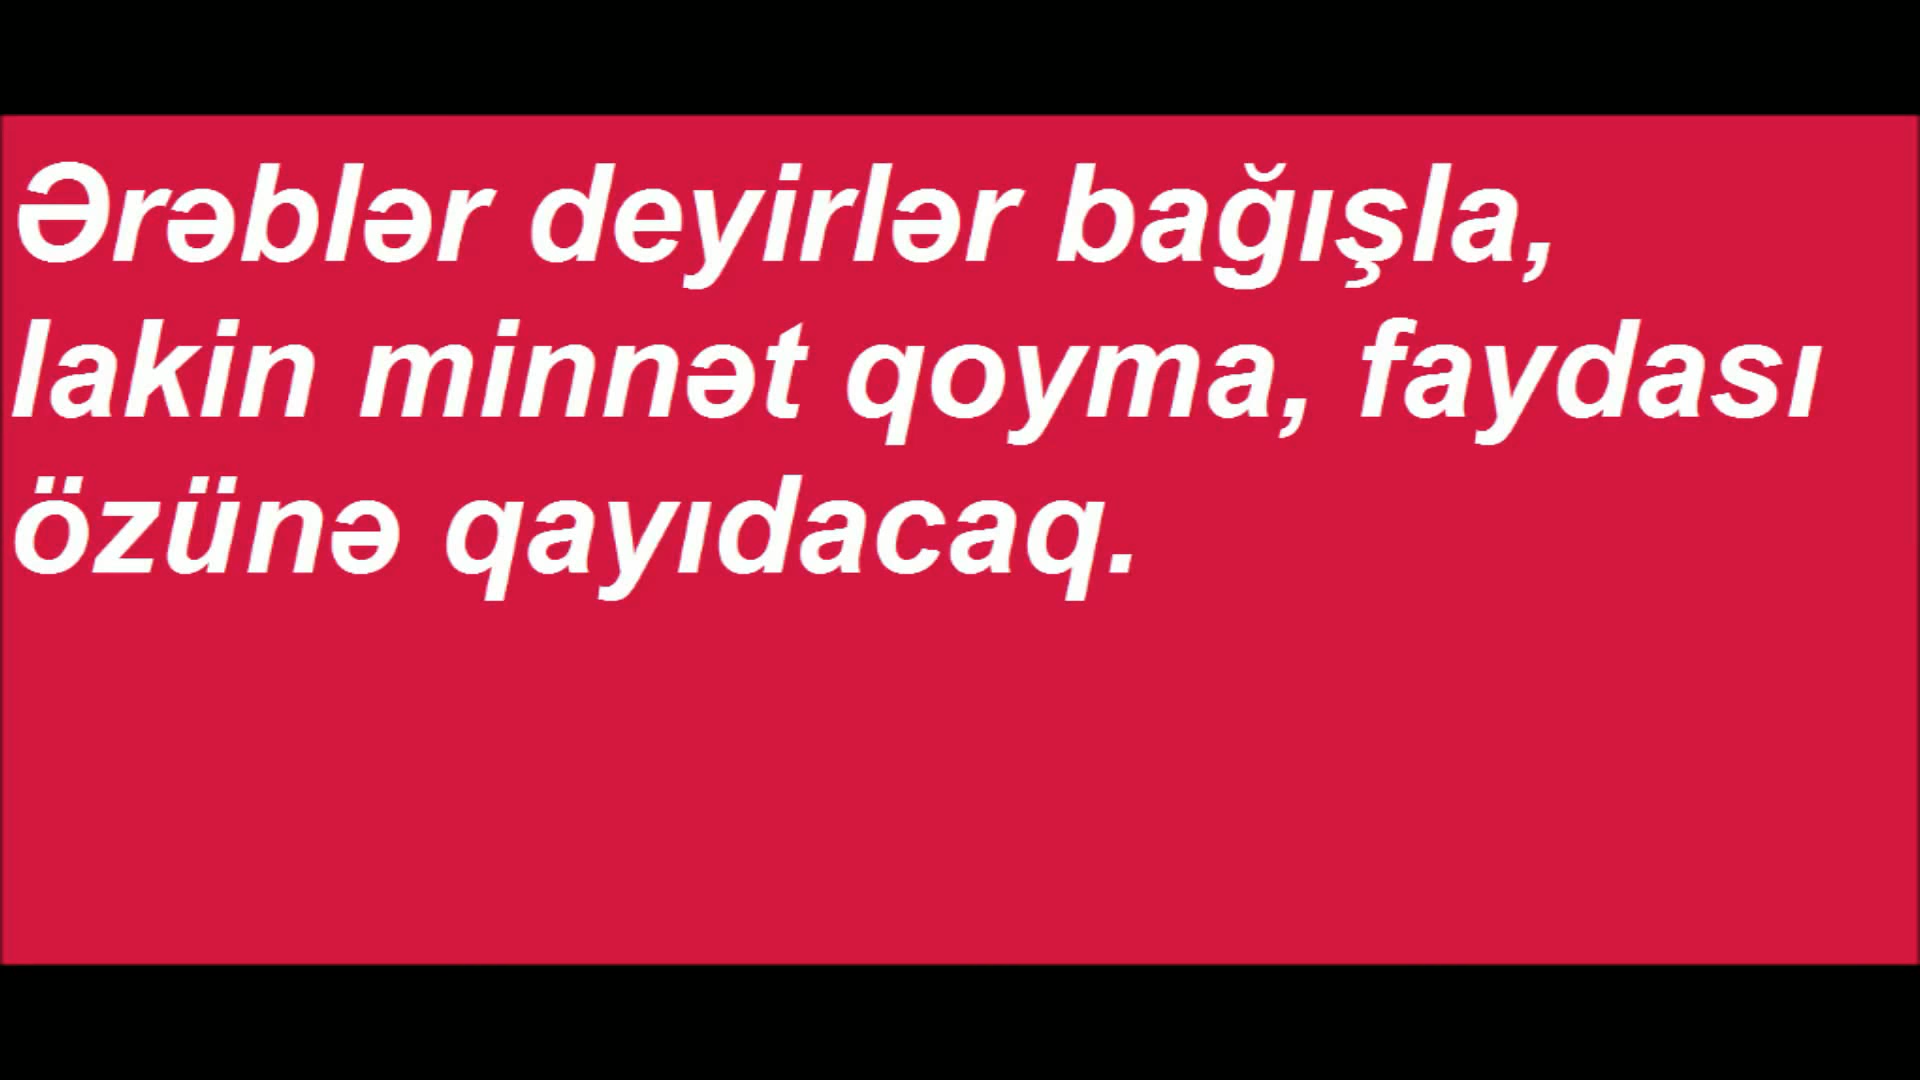 Ərəblər deyirlər bağışla,
lakin minnət qoyma, faydası
özünə qayıdacaq.